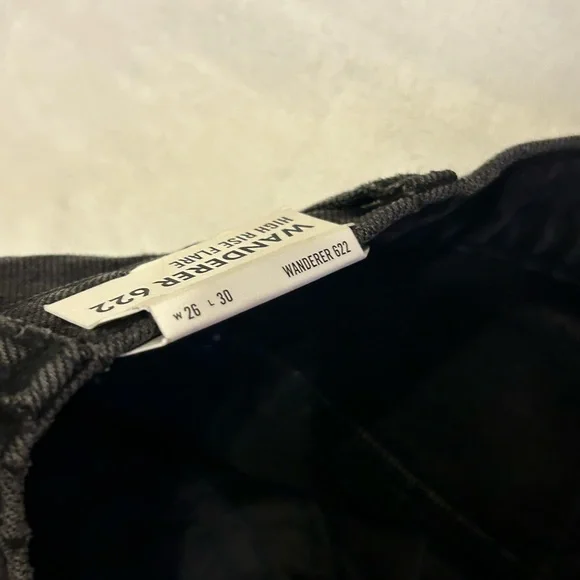 WANDERER 622
HIGH RISE FLARE
W 26 L 30 WANDERER 622